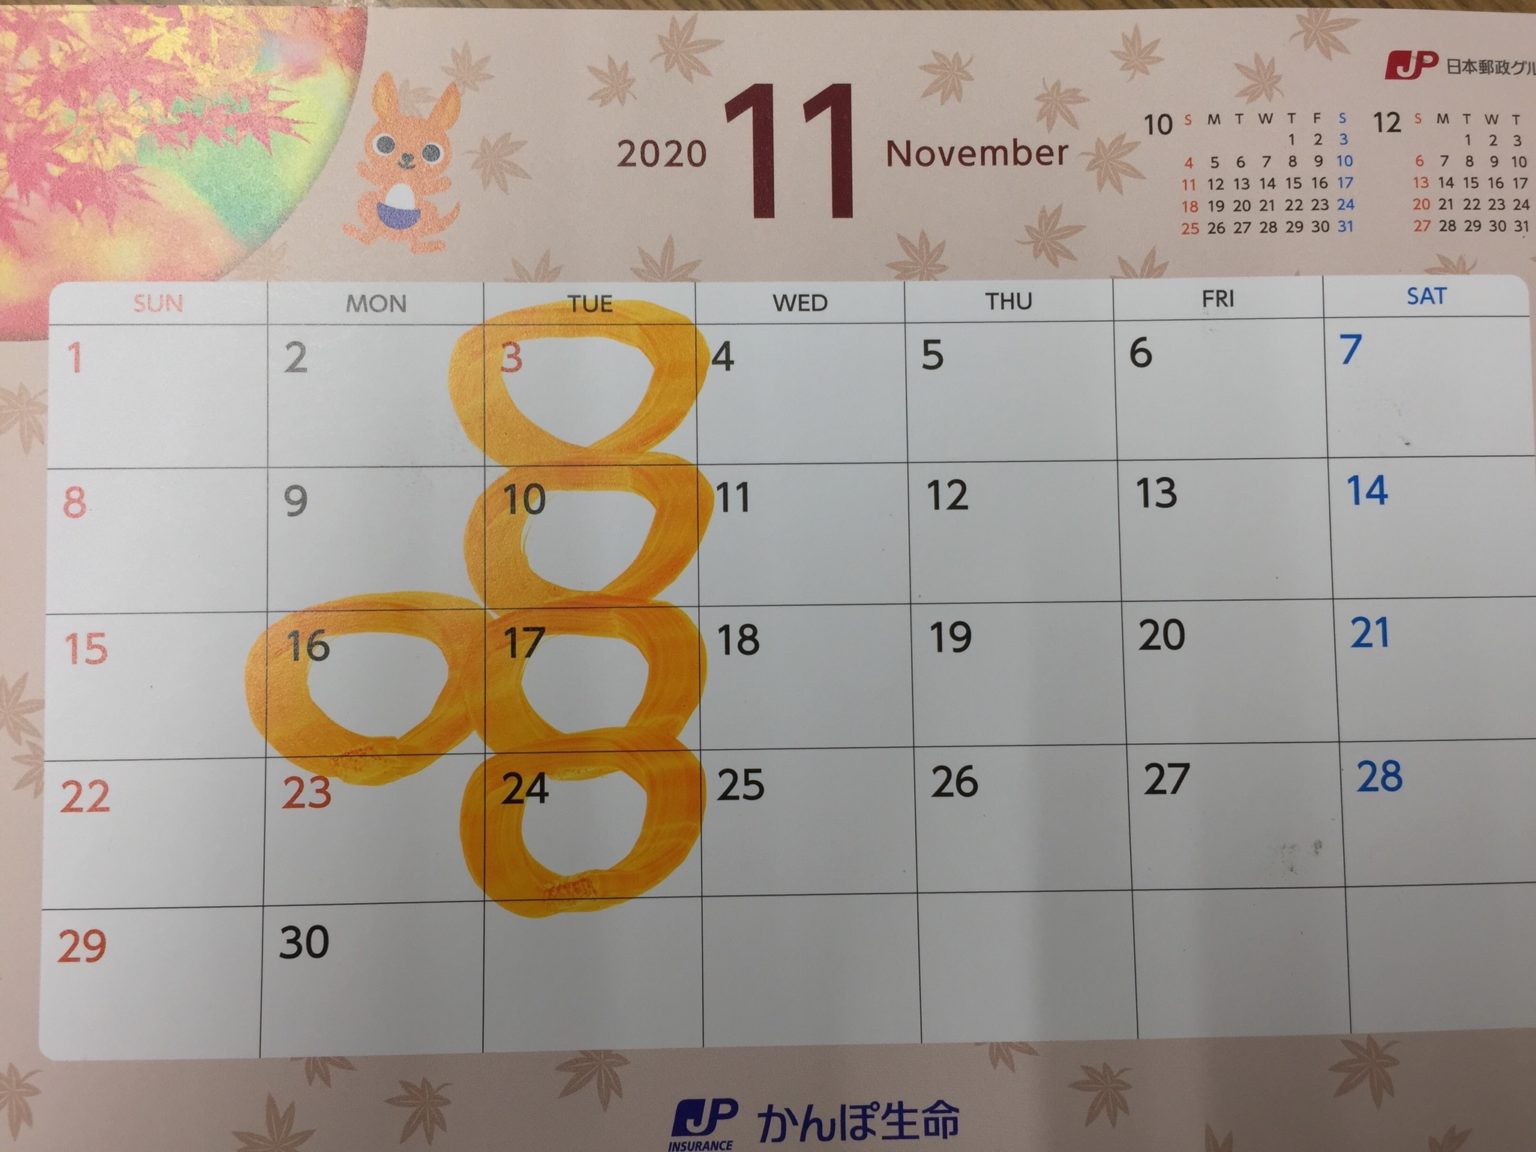 JP 日本郵政グル
2020 11 November
10
S M T W T F S
1 2 3
4 5 6 7 8 9 10
11 12 13 14 15 16 17
18 19 20 21 22 23 24
25 26 27 28 29 30 31
12
S M T W T
1 2 3
6 7 8 9 10
13 14 15 16 17
20 21 22 23 24
27 28 29 30 31
SUN MON TUE WED THU FRI SAT
1 2 3 4 5 6 7
8 9 10 11 12 13 14
15 16 17 18 19 20 21
22 23 24 25 26 27 28
29 30
JP かんぽ生命
INSURANCE